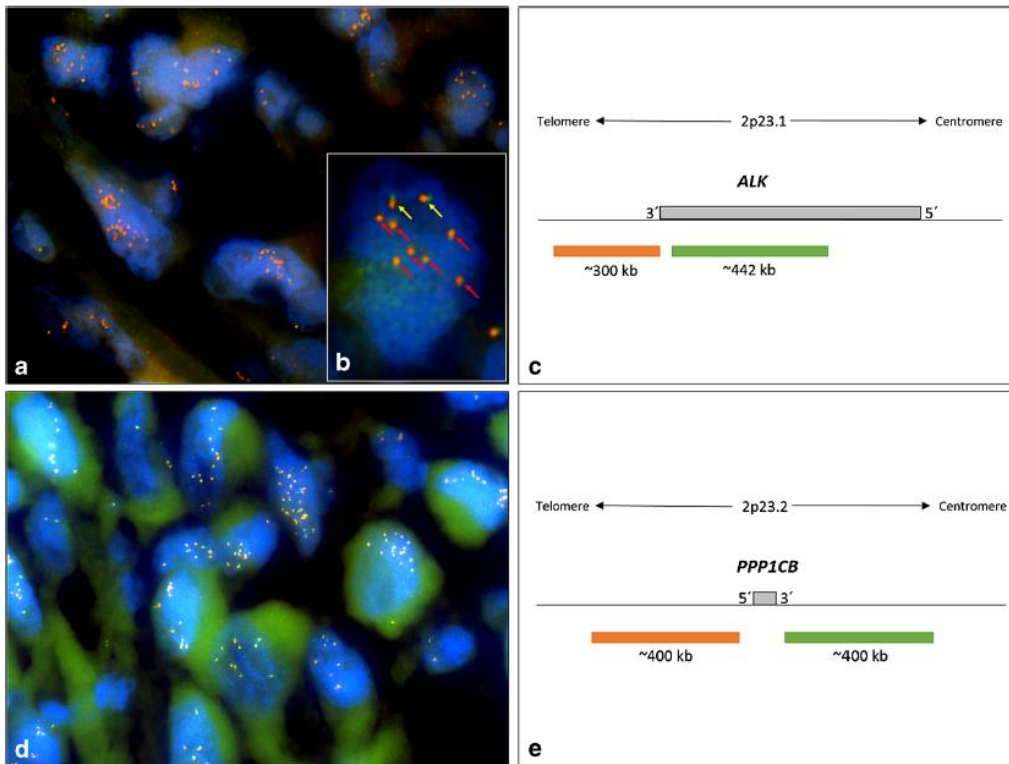 a
b
Telomere 2p23.1 Centromere
ALK
3´ 5´
~300 kb ~442 kb
c
d
Telomere 2p23.2 Centromere
PPP1CB
5´ 3´
~400 kb ~400 kb
e